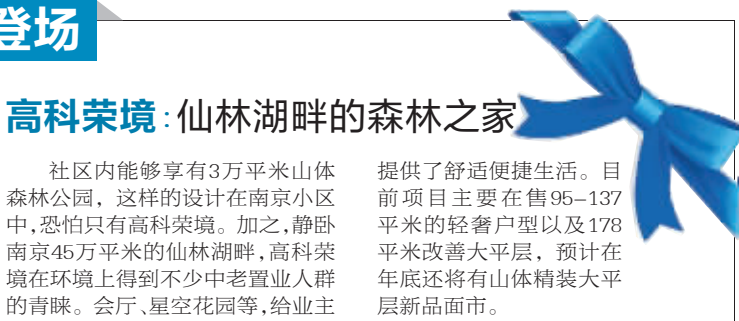 登场
高科荣境:仙林湖畔的森林之家
社区内能够享有3万平米山体
森林公园，这样的设计在南京小区
中,恐怕只有高科荣境。加之,静卧
南京45万平米的仙林湖畔,高科荣
境在环境上得到不少中老置业人群
的青睐。会厅、星空花园等,给业主
提供了舒适便捷生活。目
前项目主要在售95–137
平米的轻奢户型以及178
平米改善大平层，预计在
年底还将有山体精装大平
层新品面市。